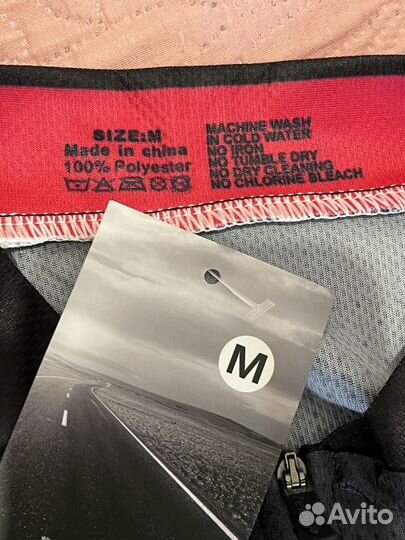 SIZE:M
Made in china
100% Polyester
MACHINE WASH
IN COLD WATER
NO IRON
NO TUMBLE DRY
NO DRY CLEANING
NO CHLORINE BLEACH
M
Avito